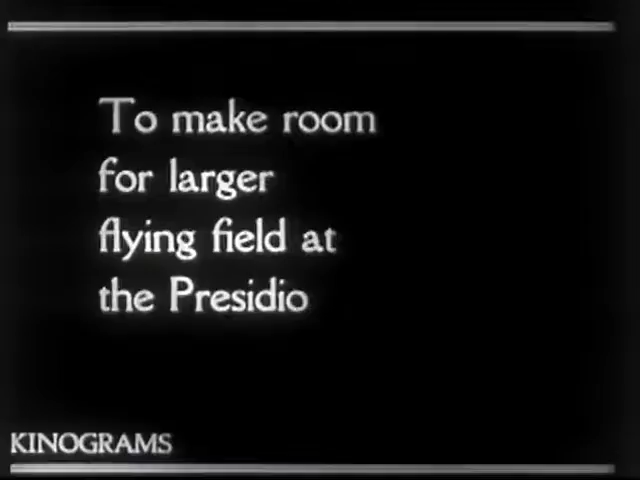 To make room
for larger
flying field at
the Presidio
KINOGRAMS